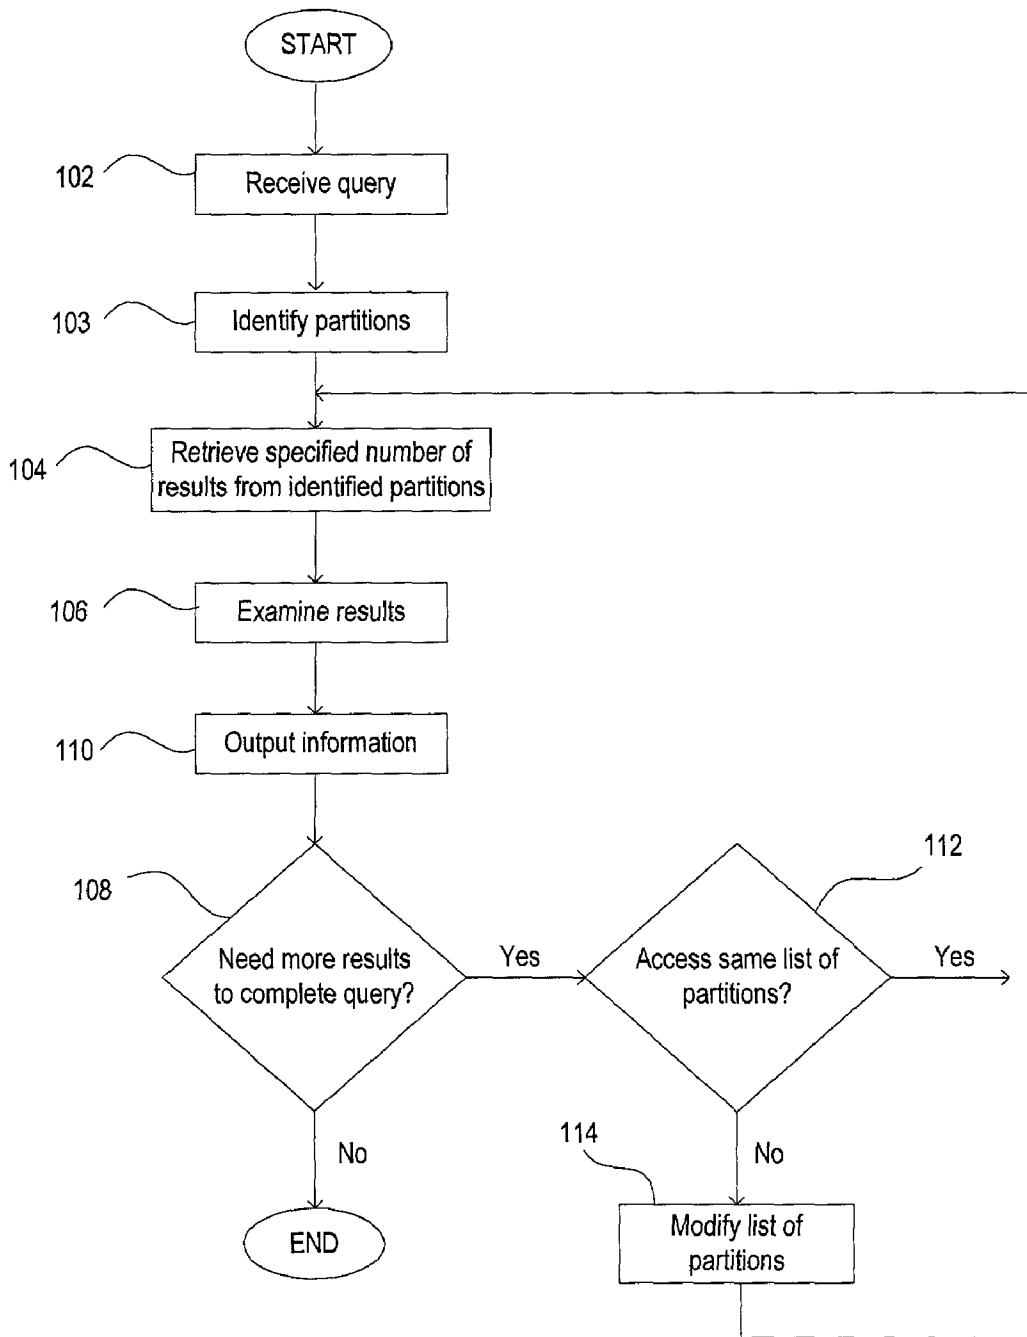 START
102
Receive query
103
Identify partitions
104
Retrieve specified number of
results from identified partitions
106
Examine results
110
Output information
108
Need more results
to complete query?
Yes
112
Access same list of
partitions?
Yes
No
END
114
No
Modify list of
partitions